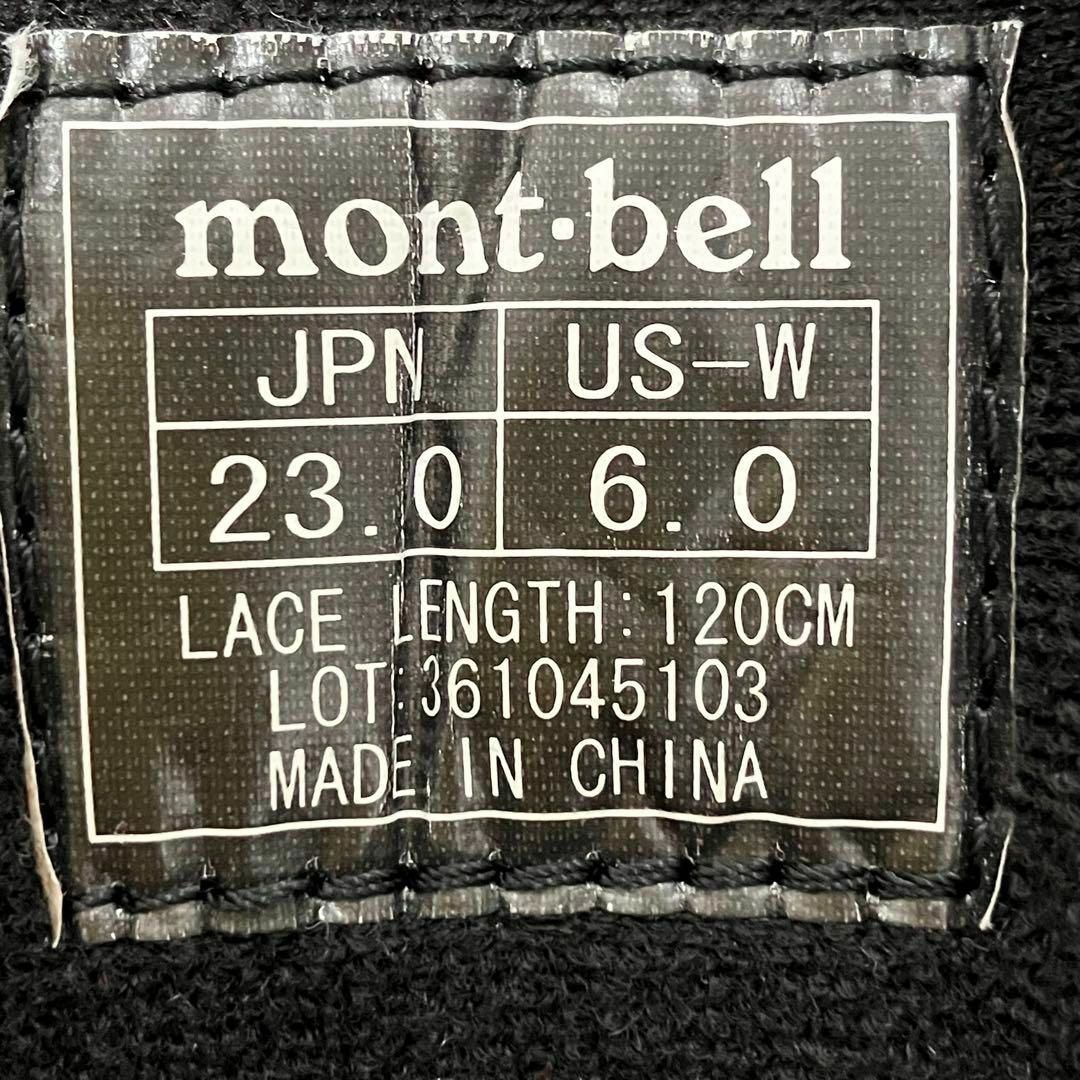 mont·bell
JPN US-W
23.0 6.0
LACE LENGTH:120CM
LOT:361045103
MADE IN CHINA